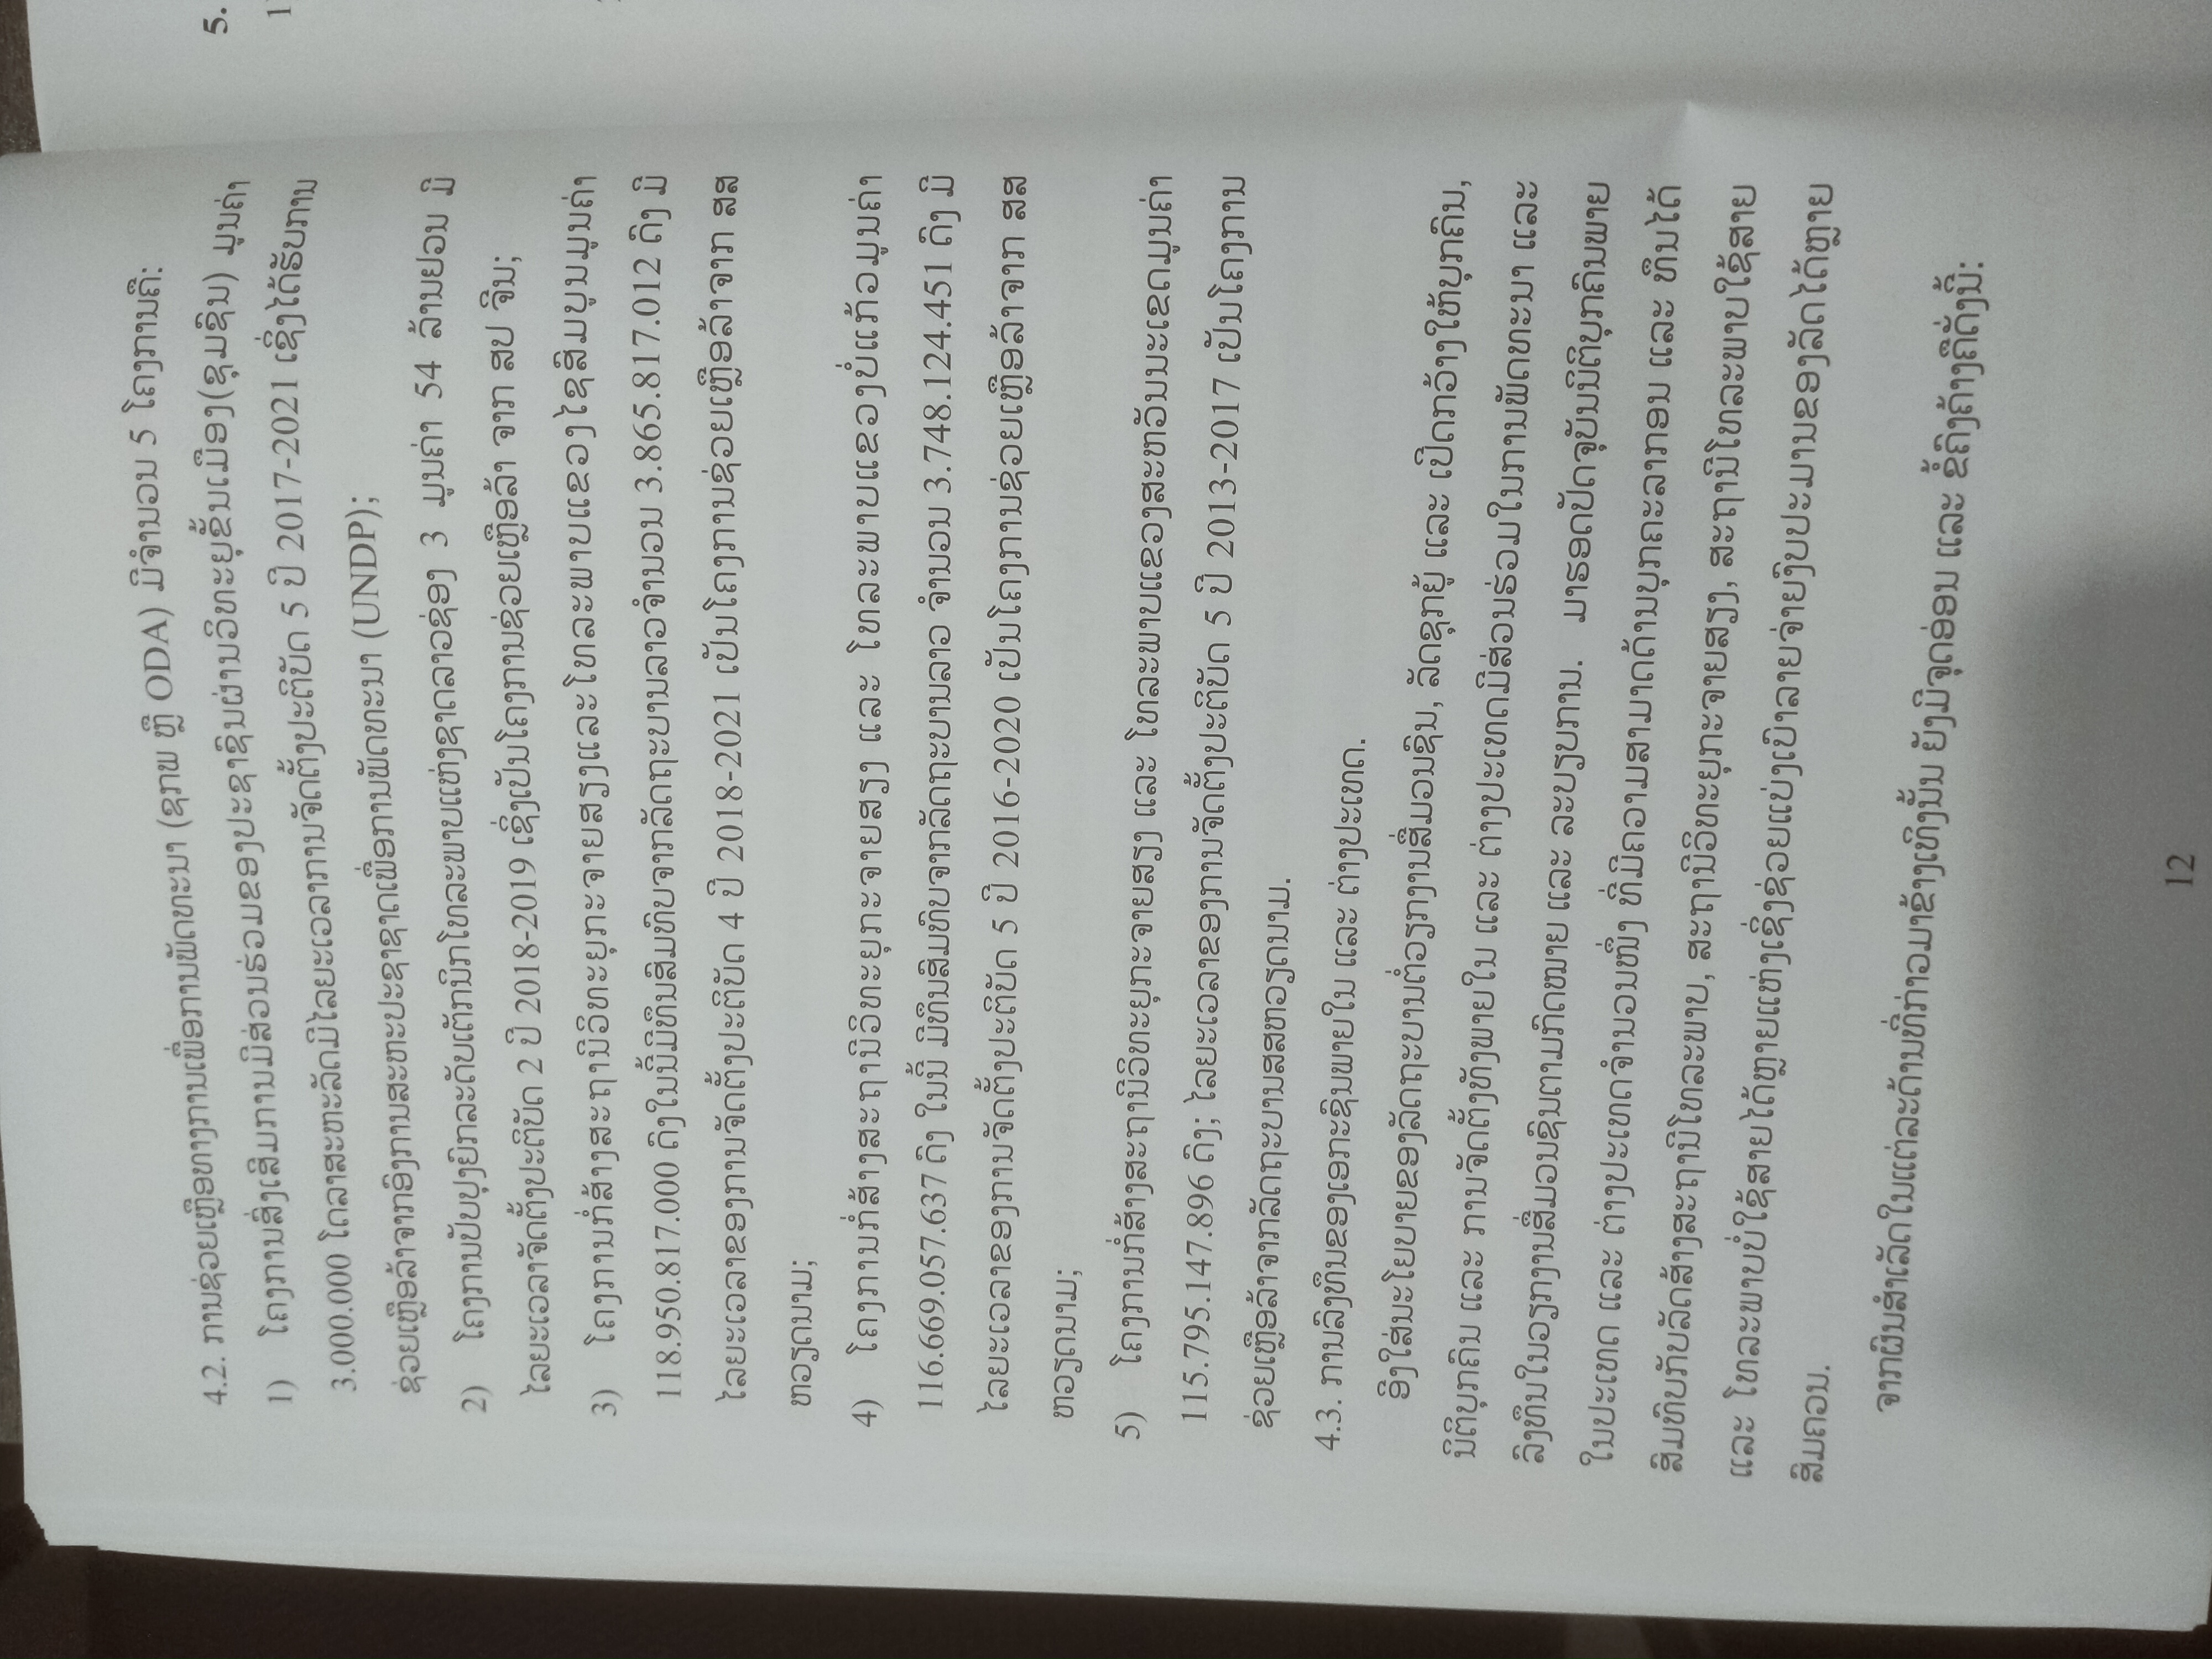 4.2. ການຊ່ວຍເຫຼືອທາງການເພື່ອການພັດທະນາ (ຊກພ ຫຼື ODA) ມີຈຳນວນ 5 ໂຄງການຄື:
1) ໂຄງການສົ່ງເສີມການມີສ່ວນຮ່ວມຂອງປະຊາຊົນຜ່ານວິທະຍຸຂັ້ນເມືອງ(ຊຸມຊົນ) ມູນຄ່າ
3.000.000 ໂດລາສະຫະລັດມີໄລຍະເວລາການຈັດຕັ້ງປະຕິບັດ 5 ປີ 2017-2021 ເຊິ່ງໄດ້ຮັບການ
ຊ່ວຍເຫຼືອລ້າຈາກອົງການສະຫະປະຊາຊາດເພື່ອການພັດທະນາ (UNDP);
2) ໂຄງການປັບປຸງຍົກລະດັບເຕັກນິກໂທລະພາບແຫ່ງຊາດລາວຊ່ອງ 3 ມູນຄ່າ 54 ລ້ານຢວນ ມີ
ໄລຍະເວລາຈັດຕັ້ງປະຕິບັດ 2 ປີ 2018-2019 ເຊິ່ງເປັນໂຄງການຊ່ວຍເຫຼືອລ້າ ຈາກ ສປ ຈີນ;
3) ໂຄງການກໍ່ສ້າງສະຖານີວິທະຍຸກະຈາຍສຽງແລະໂທລະພາບແຂວງໄຊສົມບູນມູນຄ່າ
118.950.817.000 ດົງໃນນີ້ມີທຶນສົມທົບຈາກລັດຖະບານລາວຈຳນວນ 3.865.817.012 ດົງ ມີ
ໄລຍະເວລາຂອງການຈັດຕັ້ງປະຕິບັດ 4 ປີ 2018-2021 ເປັນໂຄງການຊ່ວຍເຫຼືອລ້າຈາກ ສສ
ຫວຽດນາມ;
4) ໂຄງການກໍ່ສ້າງສະຖານີວິທະຍຸກະຈາຍສຽງ ແລະ ໂທລະພາບແຂວງບໍ່ແກ້ວມູນຄ່າ
116.669.057.637 ດົງ ໃນນີ້ ມີທຶນສົມທົບຈາກລັດຖະບານລາວ ຈຳນວນ 3.748.124.451 ດົງ ມີ
ໄລຍະເວລາຂອງການຈັດຕັ້ງປະຕິບັດ 5 ປີ 2016-2020 ເປັນໂຄງການຊ່ວຍເຫຼືອລ້າຈາກ ສສ
ຫວຽດນາມ;
5) ໂຄງການກໍ່ສ້າງສະຖານີວິທະຍຸກະຈາຍສຽງ ແລະ ໂທລະພາບແຂວງສະຫວັນນະເຂດມູນຄ່າ
115.795.147.896 ດົງ; ໄລຍະເວລາຂອງການຈັດຕັ້ງປະຕິບັດ 5 ປີ 2013-2017 ເປັນໂຄງການ
ຊ່ວຍເຫຼືອລ້າຈາກລັດຖະບານສສຫວຽດນາມ.
4.3. ການລົງທຶນຂອງເອກະຊົນພາຍໃນ ແລະ ຕ່າງປະເທດ.
ອີງໃສ່ນະໂຍບາຍຂອງລັດຖະບານຕໍ່ວຽກງານສື່ມວນຊົນ, ລັດຊຸກຍູ້ ແລະ ເປີດກວ້າງໃຫ້ບຸກຄົນ,
ນິຕິບຸກຄົນ ແລະ ການຈັດຕັ້ງທັງພາຍໃນ ແລະ ຕ່າງປະເທດມີສ່ວນຮ່ວມໃນການພັດທະນາ ແລະ
ລົງທຶນໃນວຽກງານສື່ມວນຊົນຕາມກົດໝາຍ ແລະ ລະບຽບການ. ມາຮອດປັດຈຸບັນນິຕິບຸກຄົນພາຍ
ໃນປະເທດ ແລະ ຕ່າງປະເທດຈຳນວນໜຶ່ງ ທີ່ມີຄວາມສາມາດດ້ານບຸກຄະລາກອນ ແລະ ທຶນໄດ້
ສົມທົບກັບລັດສ້າງສະຖານີໂທລະພາບ, ສະຖານີວິທະຍຸກະຈາຍສຽງ, ສະຖານີໂທລະພາບໃຊ້ສາຍ
ແລະ ໂທລະພາບບໍ່ໃຊ້ສາຍໄດ້ຫຼາຍແຫ່ງເຊິ່ງຊ່ວຍແບ່ງເບົາລາຍຈ່າຍງົບປະມານຂອງລັດໄດ້ຫຼາຍ
ສົມຄວນ.
ຈາກຜົນສຳເລັດໃນແຕ່ລະດ້ານທີ່ກ່າວມາຂ້າງເທິງນັ້ນ ຍັງມີຈຸດອ່ອນ ແລະ ຂໍ້ຄົງຄ້າງຄືດັ່ງນີ້:
12
5.
1